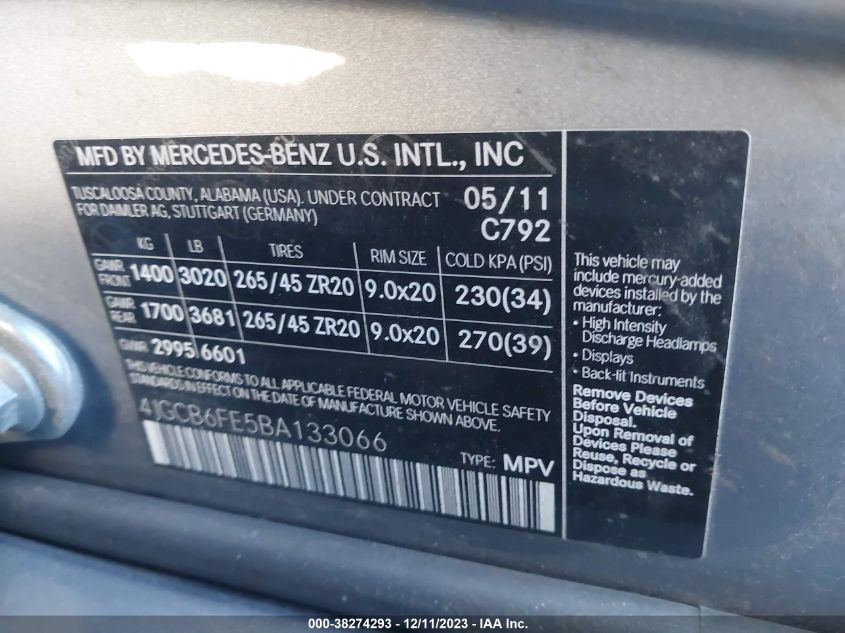 MFD BY MERCEDES-BENZ U.S. INTL., INC
TUSCALOOSA COUNTY, ALABAMA (USA). UNDER CONTRACT
FOR DAIMLER AG, STUTTGART (GERMANY)
05/11
C792
KG LB TIRES RIM SIZE COLD KPA(PSI)
GAWR FRONT 1400 3020 265/45 ZR20 9.0x20 230(34)
GAWR REAR 1700 3681 265/45 ZR20 9.0x20 270(39)
GVWR 2995 6601
THIS VEHICLE CONFORMS TO ALL APPLICABLE FEDERAL MOTOR VEHICLE SAFETY
STANDARDS IN EFFECT ON THE DATE OF MANUFACTURE SHOWN ABOVE.
4JGCB6FE5BA133066
TYPE: MPV
This vehicle may
include mercury-added
devices installed by the
manufacturer:
• High Intensity
Discharge Headlamps
• Displays
• Back-lit Instruments
Remove Devices
Before Vehicle
Disposal.
Upon Removal of
Devices Please
Reuse, Recycle or
Dispose as
Hazardous Waste.
000-38274293 - 12/11/2023 - IAAI - Copart Inc.